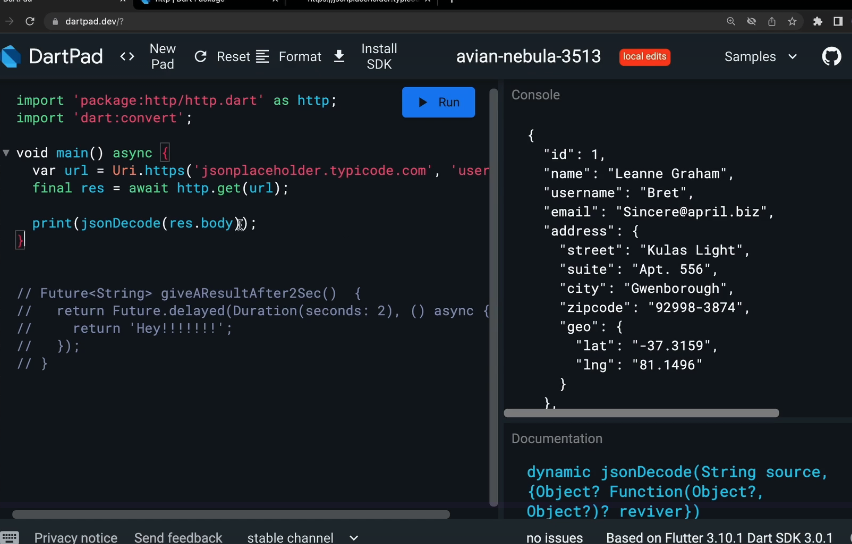 dartpad.dev/?
DartPad
<> New Pad
Reset
Format
Install SDK
avian-nebula-3513
local edits
Samples
import 'package:http/http.dart' as http;
import 'dart:convert';
void main() async {
var url = Uri.https('jsonplaceholder.typicode.com', 'user
final res = await http.get(url);
print(jsonDecode(res.body));
}
// Future<String> giveAResultAfter2Sec()  {
//   return Future.delayed(Duration(seconds: 2), () async {
//     return 'Hey!!!!!!!';
//   });
// }
Run
Console
{
"id": 1,
"name": "Leanne Graham",
"username": "Bret",
"email": "Sincere@april.biz",
"address": {
"street": "Kulas Light",
"suite": "Apt. 556",
"city": "Gwenborough",
"zipcode": "92998-3874",
"geo": {
"lat": "-37.3159",
"lng": "81.1496"
}
},
Documentation
dynamic jsonDecode(String source,
{Object? Function(Object?,
Object?)? reviver})
Privacy notice
Send feedback
stable channel
no issues
Based on Flutter 3.10.1 Dart SDK 3.0.1